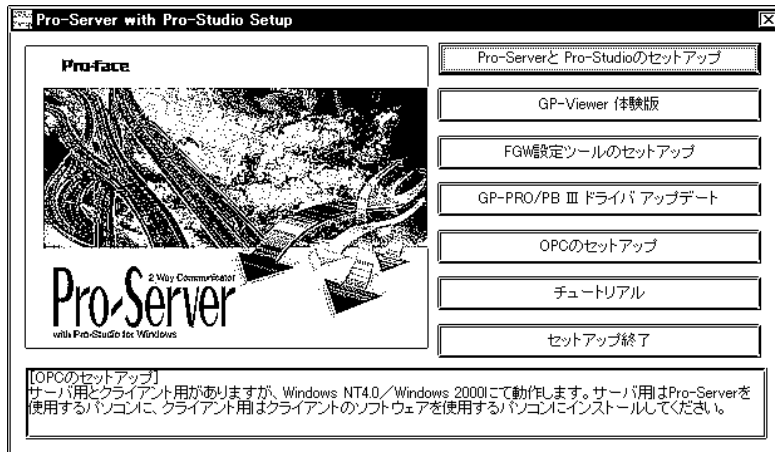 Pro-Server with Pro-Studio Setup
Pro-face
2 Way Communicator
Pro-Server
with Pro-Studio for Windows
Pro-Serverと Pro-Studioのセットアップ
GP-Viewer 体験版
FGW設定ツールのセットアップ
GP-PRO/PB Ⅲ ドライバ アップデート
OPCのセットアップ
チュートリアル
セットアップ終了
[OPCのセットアップ]
サーバ用とクライアント用がありますが、Windows NT4.0／Windows 2000にて動作します。サーバ用はPro-Serverを
使用するパソコンに、クライアント用はクライアントのソフトウェアを使用するパソコンにインストールしてください。